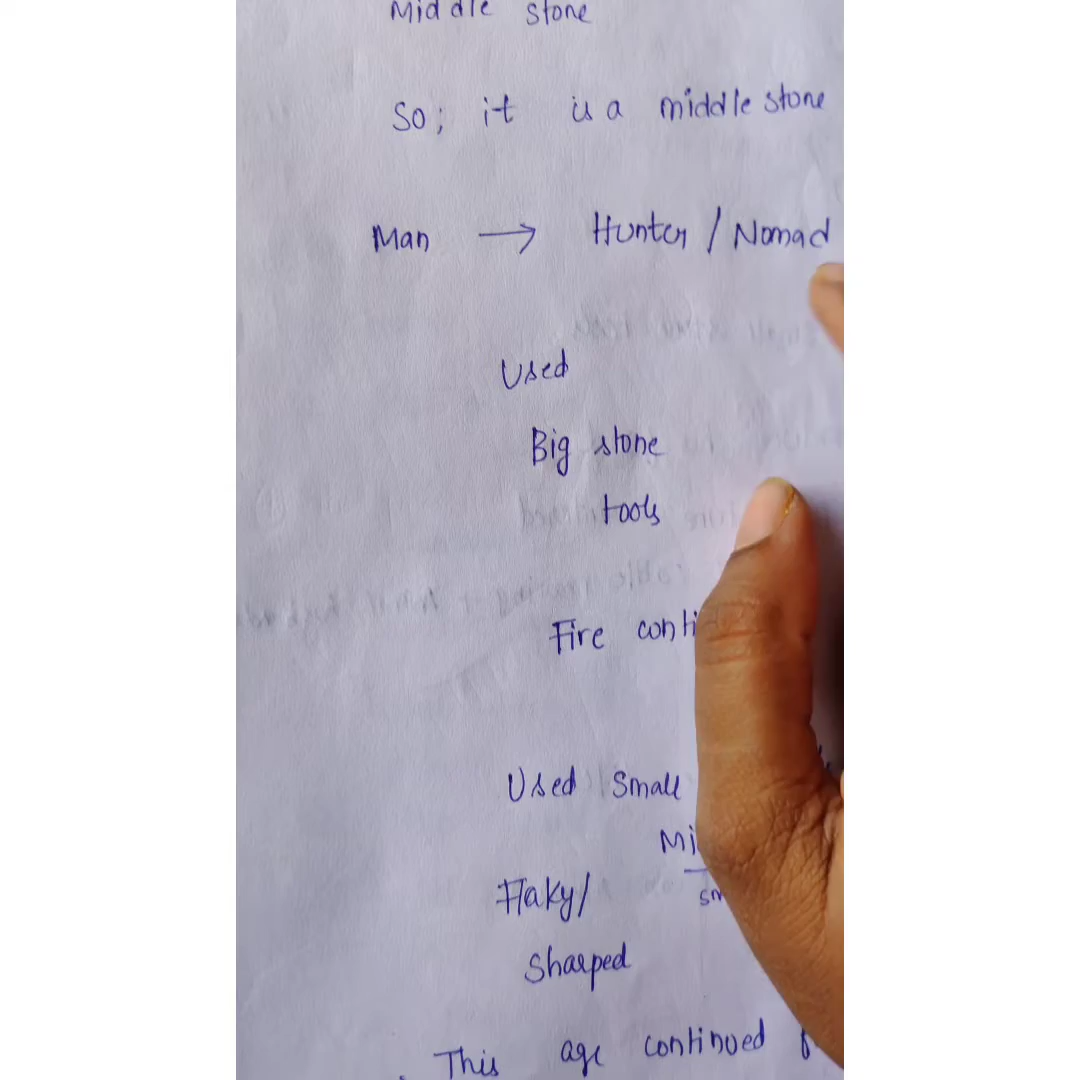 Middle stone
So; it is a middle stone
Man → Hunter / Nomad
Used
Big stone
tools
Fire
Used Small
Flaky/
Sharped
This age continued